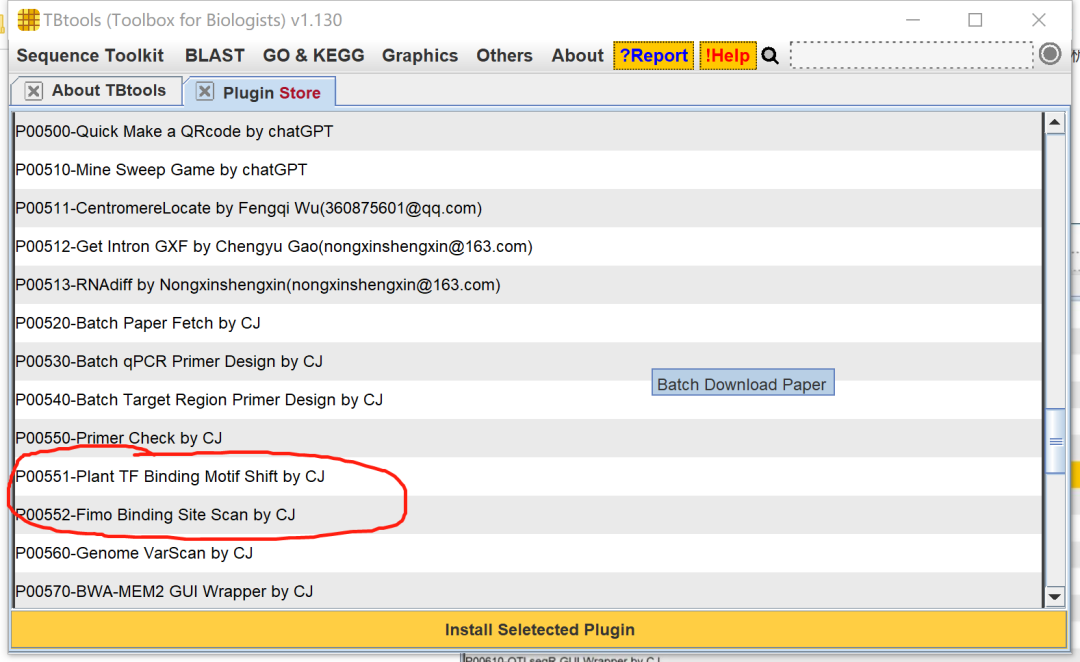 TBtools (Toolbox for Biologists) v1.130
Sequence Toolkit BLAST GO & KEGG Graphics Others About ?Report !Help
About TBtools Plugin Store
P00500-Quick Make a QRcode by chatGPT
P00510-Mine Sweep Game by chatGPT
P00511-CentromereLocate by Fengqi Wu(360875601@qq.com)
P00512-Get Intron GXF by Chengyu Gao(nongxinshengxin@163.com)
P00513-RNAdiff by Nongxinshengxin(nongxinshengxin@163.com)
P00520-Batch Paper Fetch by CJ
P00530-Batch qPCR Primer Design by CJ
Batch Download Paper
P00540-Batch Target Region Primer Design by CJ
P00550-Primer Check by CJ
P00551-Plant TF Binding Motif Shift by CJ
P00552-Fimo Binding Site Scan by CJ
P00560-Genome VarScan by CJ
P00570-BWA-MEM2 GUI Wrapper by CJ
Install Seletected Plugin
P00610-QTLseqR GUI Wrapper by CJ